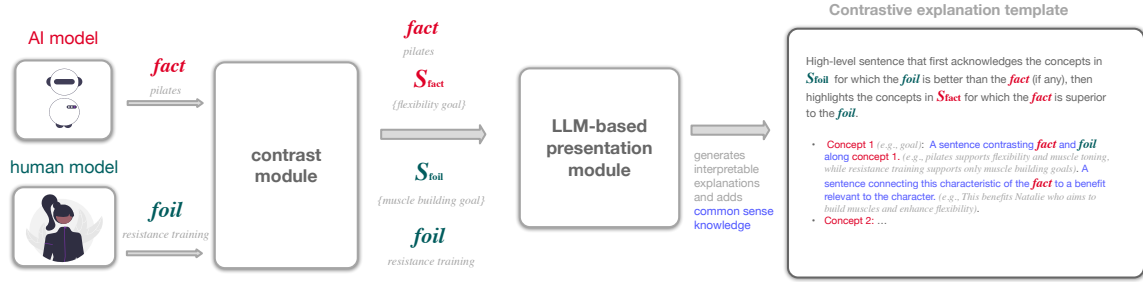 AI model
fact
pilates
human model
foil
resistance training
contrast
module
fact
pilates
Sfact
{flexibility goal}
Sfoil
{muscle building goal}
foil
resistance training
LLM-based
presentation
module
generates
interpretable
explanations
and adds
common sense
knowledge
Contrastive explanation template
High-level sentence that first acknowledges the concepts in
Sfoil for which the foil is better than the fact (if any), then
highlights the concepts in Sfact for which the fact is superior
to the foil.
• Concept 1 (e.g., goal): A sentence contrasting fact and foil
along concept 1. (e.g., pilates supports flexibility and muscle toning,
while resistance training supports only muscle building goals). A
sentence connecting this characteristic of the fact to a benefit
relevant to the character. (e.g., This benefits Natalie who aims to
build muscles and enhance flexibility).
• Concept 2: …